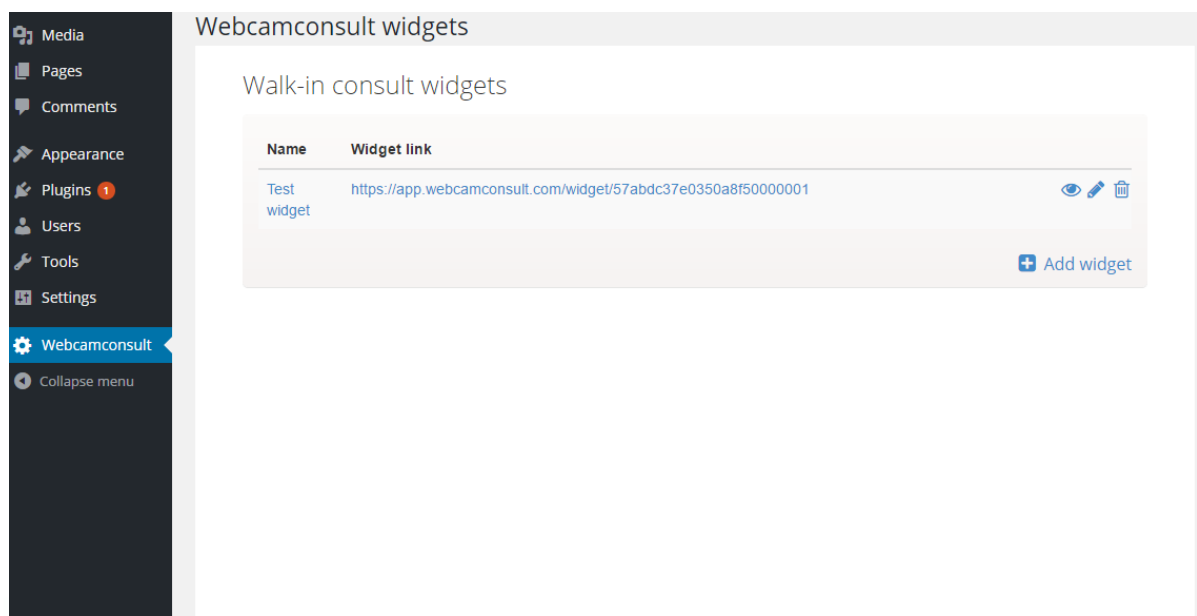 Media
Pages
Comments
Appearance
Plugins 1
Users
Tools
Settings
Webcamconsult
Collapse menu
Webcamconsult widgets
Walk-in consult widgets
Name Widget link
Test widget https://app.webcamconsult.com/widget/57abdc37e0350a8f50000001
Add widget